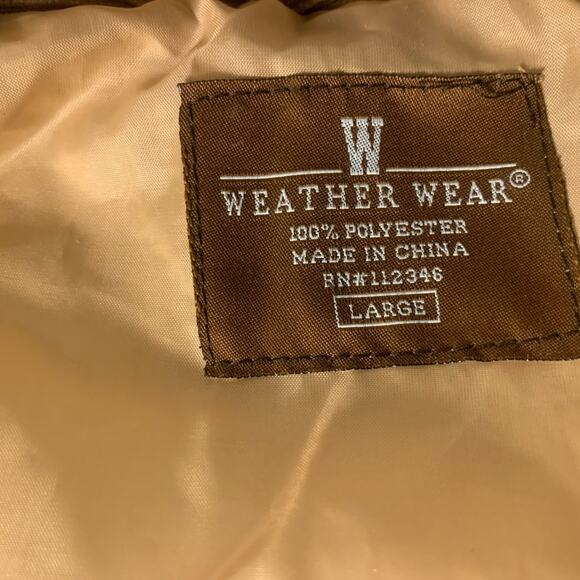 W
WEATHER WEAR®
100% POLYESTER
MADE IN CHINA
RN#112346
LARGE